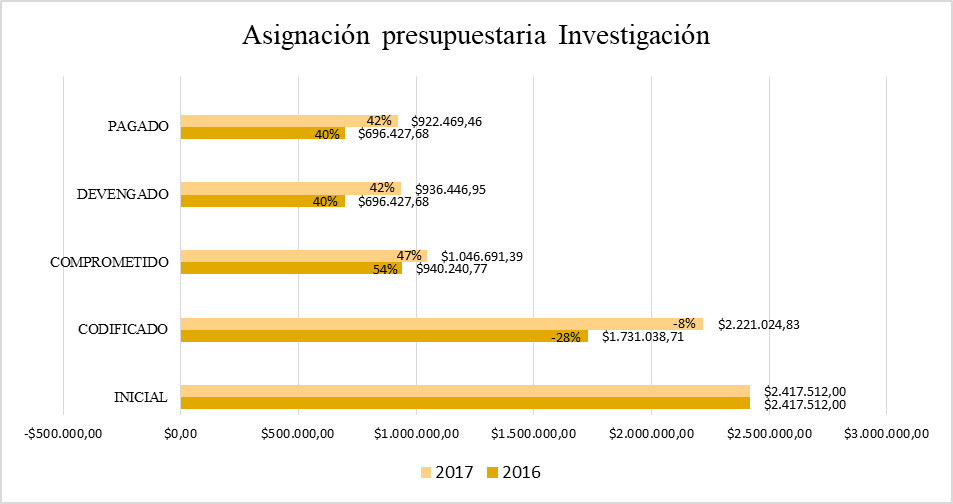 Asignación presupuestaria Investigación
PAGADO
42%
$922.469,46
40%
$696.427,68
DEVENGADO
42%
$936.446,95
40%
$696.427,68
COMPROMETIDO
47%
$1.046.691,39
54%
$940.240,77
CODIFICADO
-8%
$2.221.024,83
-28%
$1.731.038,71
INICIAL
$2.417.512,00
$2.417.512,00
-$500.000,00 $0,00 $500.000,00 $1.000.000,00 $1.500.000,00 $2.000.000,00 $2.500.000,00 $3.000.000,00
2017 2016